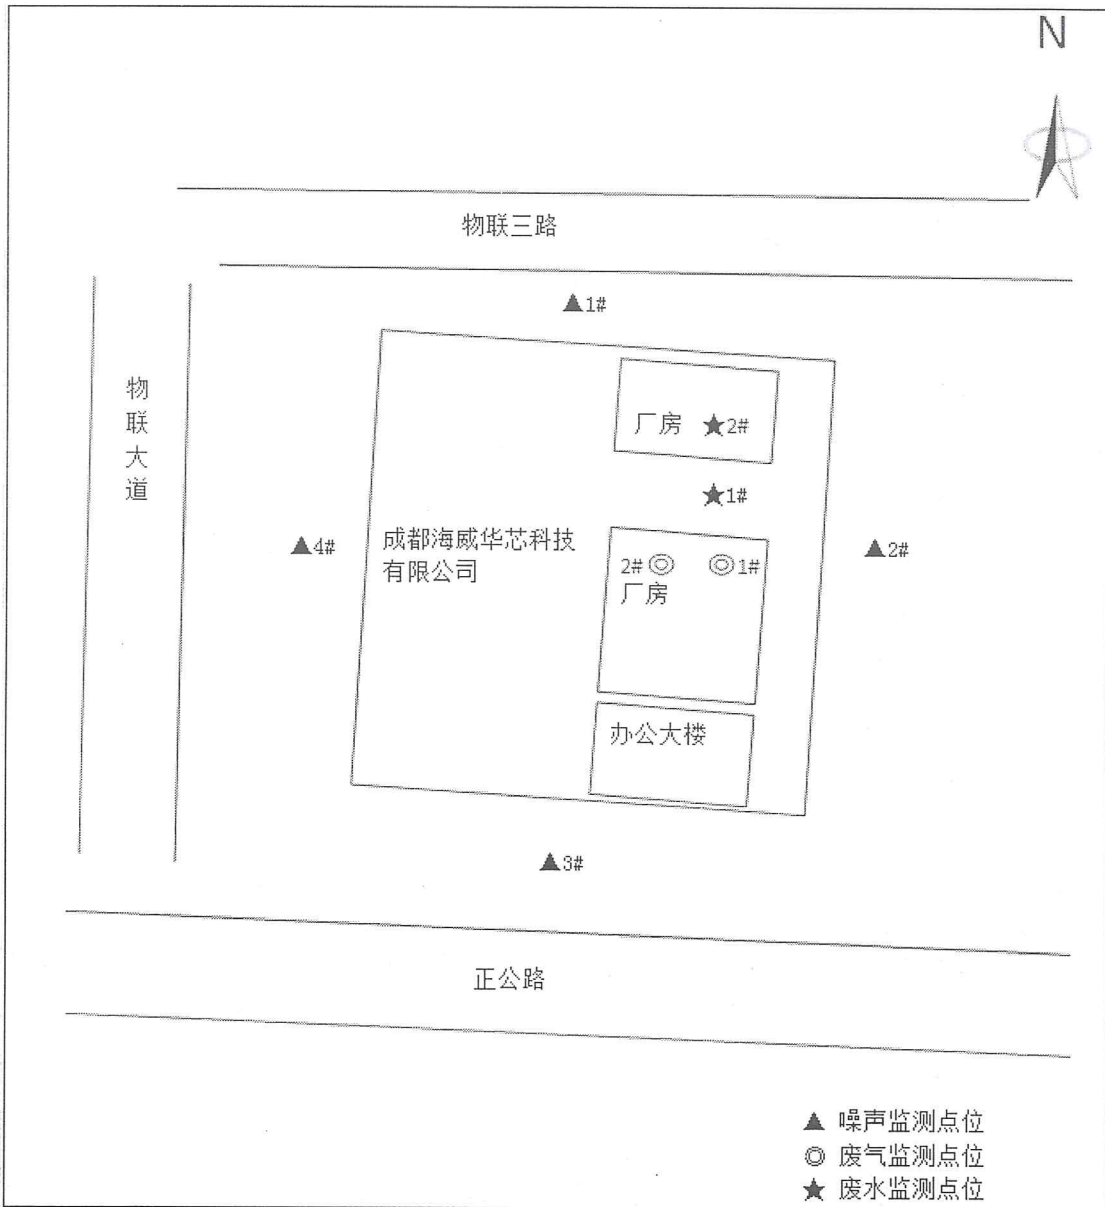 N
物联三路
▲1#
物联大道
厂房 ★2#
★1#
▲4#
成都海威华芯科技
有限公司
2#◎ ◎1#
厂房
▲2#
办公大楼
▲3#
正公路
▲ 噪声监测点位
◎ 废气监测点位
★ 废水监测点位